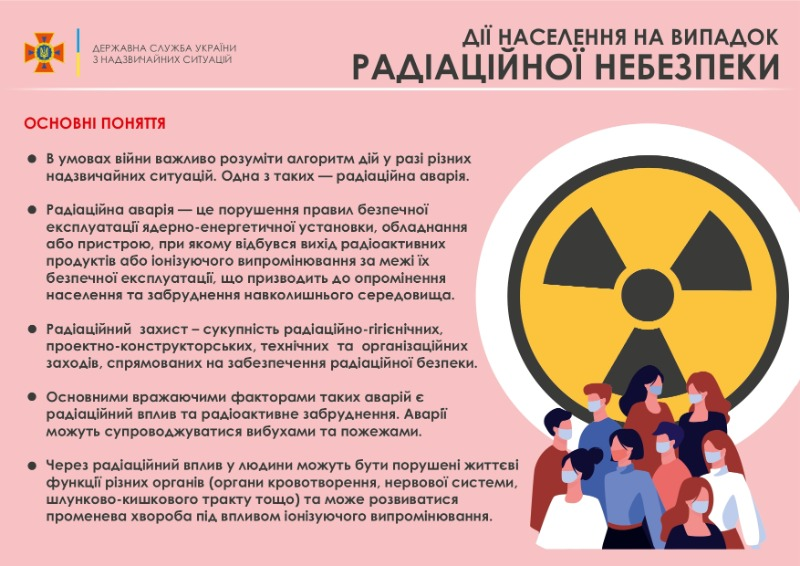 ДЕРЖАВНА СЛУЖБА УКРАЇНИ
З НАДЗВИЧАЙНИХ СИТУАЦІЙ
ДІЇ НАСЕЛЕННЯ НА ВИПАДОК
РАДІАЦІЙНОЇ НЕБЕЗПЕКИ
ОСНОВНІ ПОНЯТТЯ
● В умовах війни важливо розуміти алгоритм дій у разі різних
надзвичайних ситуацій. Одна з таких — радіаційна аварія.
● Радіаційна аварія — це порушення правил безпечної
експлуатації ядерно-енергетичної установки, обладнання
або пристрою, при якому відбувся вихід радіоактивних
продуктів або іонізуючого випромінювання за межі їх
безпечної експлуатації, що призводить до опромінення
населення та забруднення навколишнього середовища.
● Радіаційний захист – сукупність радіаційно-гігієнічних,
проектно-конструкторських, технічних та організаційних
заходів, спрямованих на забезпечення радіаційної безпеки.
● Основними вражаючими факторами таких аварій є
радіаційний вплив та радіоактивне забруднення. Аварії
можуть супроводжуватися вибухами та пожежами.
● Через радіаційний вплив у людини можуть бути порушені життєві
функції різних органів (органи кровотворення, нервової системи,
шлунково-кишкового тракту тощо) та може розвиватися
променева хвороба під впливом іонізуючого випромінювання.